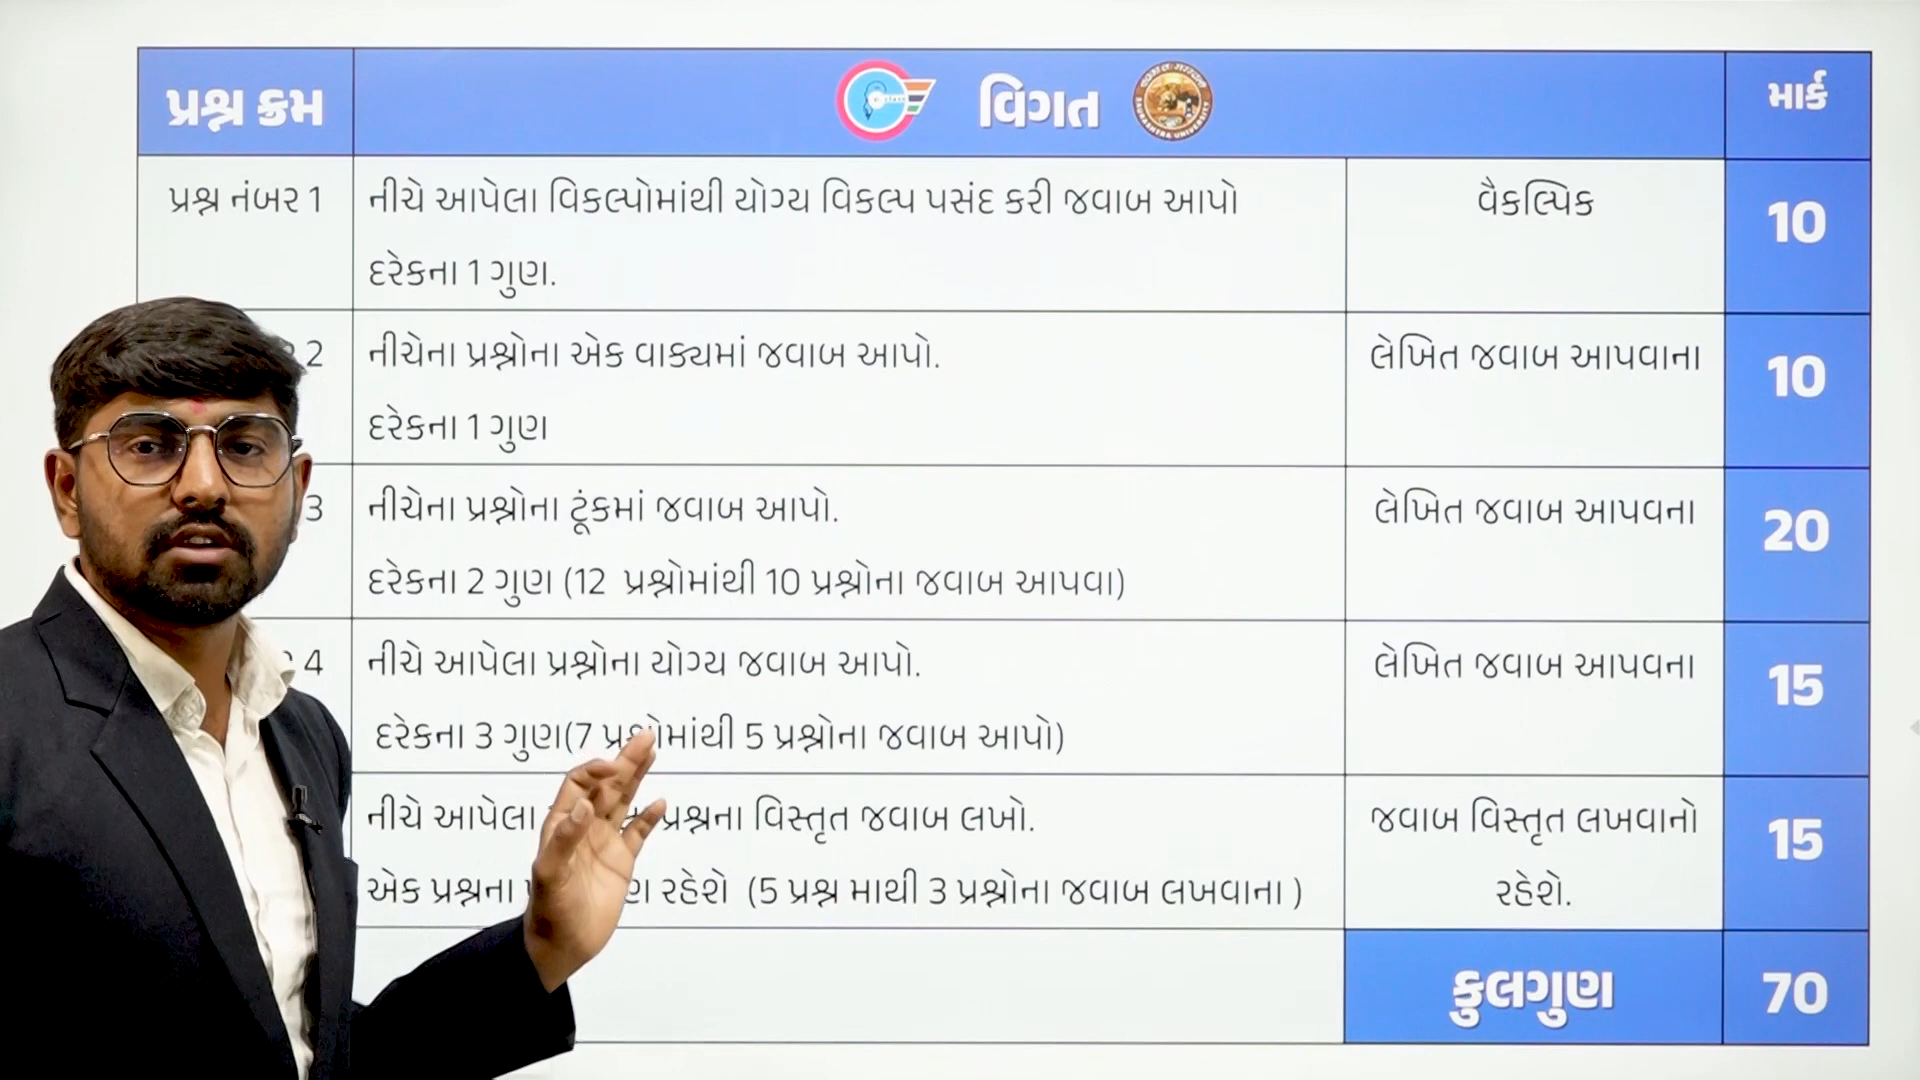 પ્રશ્ન ક્રમ
વિગત
માર્ક
પ્રશ્ન નંબર 1
નીચે આપેલા વિકલ્પોમાંથી યોગ્ય વિકલ્પ પસંદ કરી જવાબ આપો
દરેકના 1 ગુણ.
વૈકલ્પિક
10
2
નીચેના પ્રશ્નોના એક વાક્યમાં જવાબ આપો.
દરેકના 1 ગુણ
લેખિત જવાબ આપવાના
10
3
નીચેના પ્રશ્નોના ટૂંકમાં જવાબ આપો.
દરેકના 2 ગુણ (12 પ્રશ્નોમાંથી 10 પ્રશ્નોના જવાબ આપવા)
લેખિત જવાબ આપવના
20
4
નીચે આપેલા પ્રશ્નોના યોગ્ય જવાબ આપો.
દરેકના 3 ગુણ(7 પ્રશ્નોમાંથી 5 પ્રશ્નોના જવાબ આપો)
લેખિત જવાબ આપવના
15
નીચે આપેલા પ્રશ્નના વિસ્તૃત જવાબ લખો.
એક પ્રશ્નના રહેશે (5 પ્રશ્ન માથી 3 પ્રશ્નોના જવાબ લખવાના )
જવાબ વિસ્તૃત લખવાનો
રહેશે.
15
કુલગુણ
70